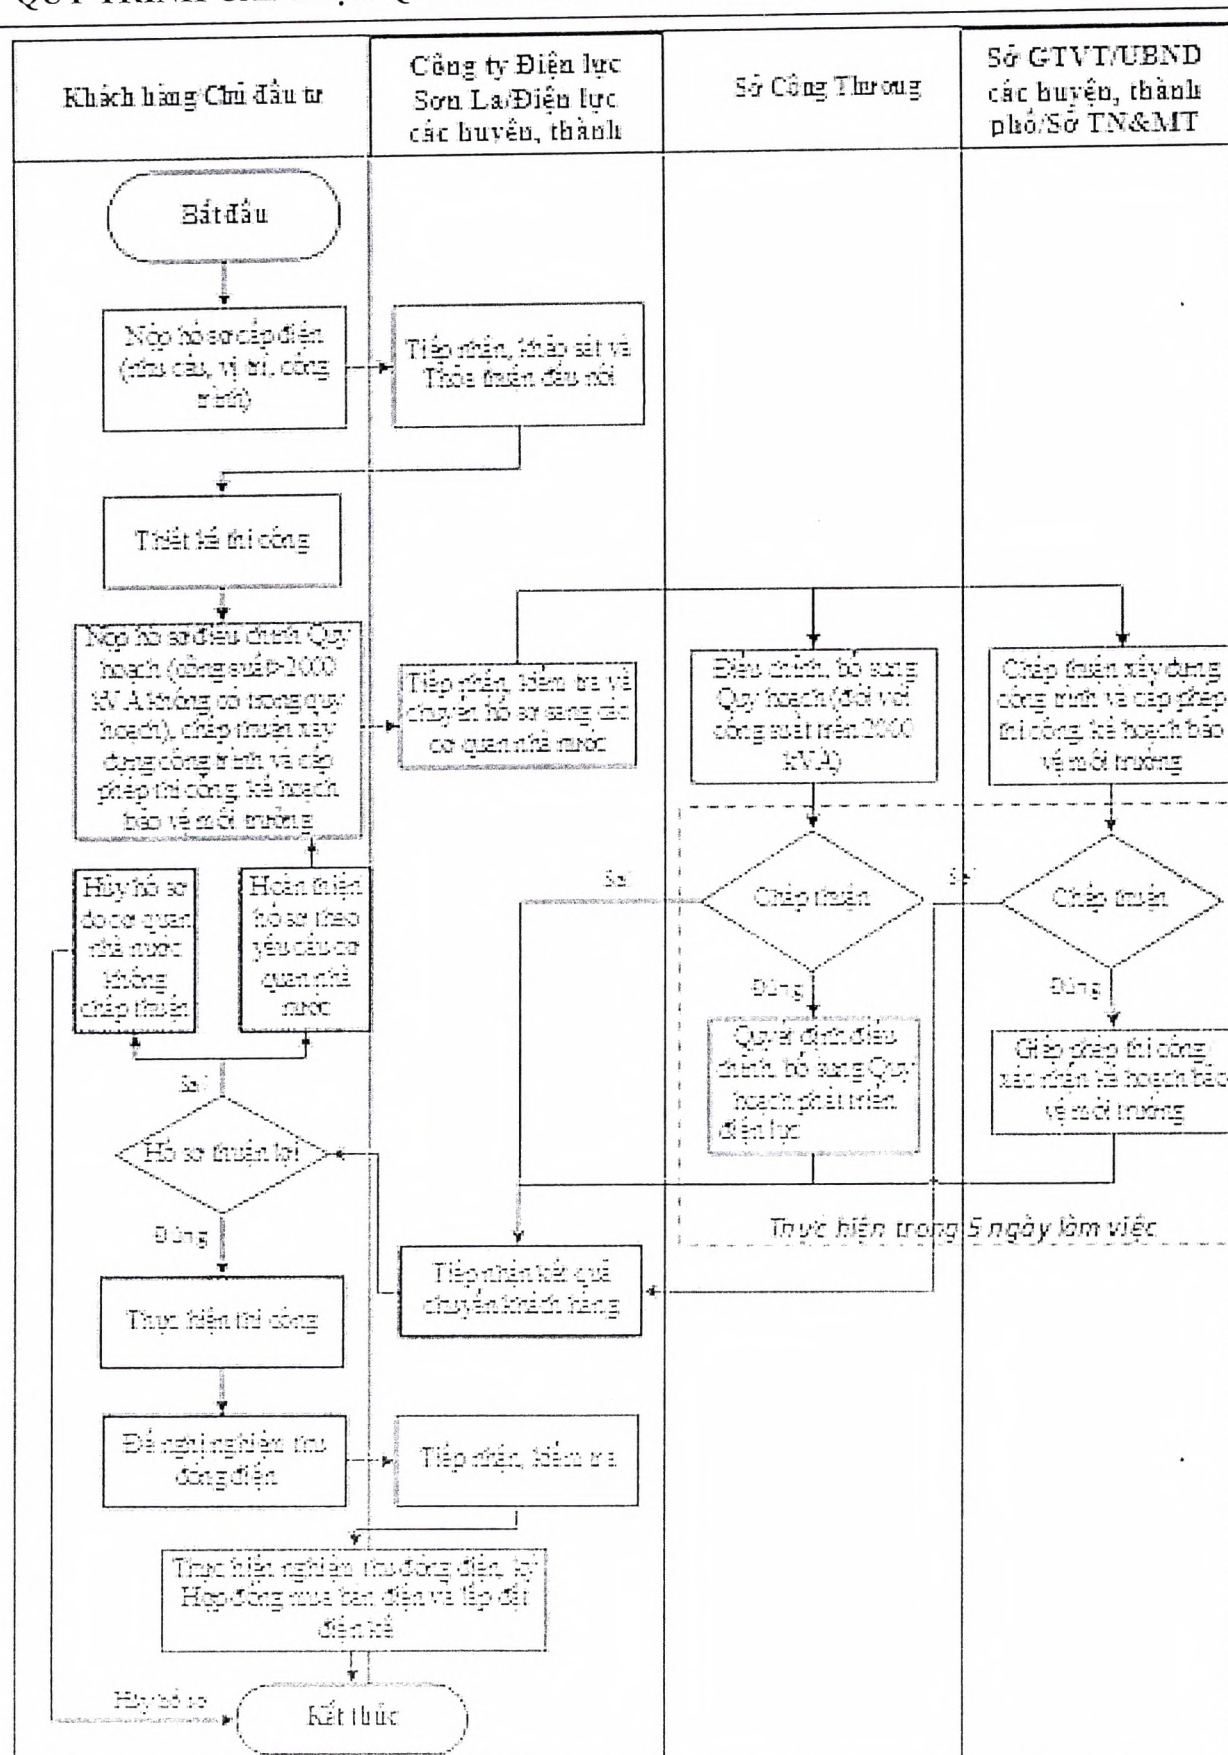 QUY TRÌNH
Khách hàng/Chủ đầu tư
Công ty Điện lực
Sơn La/Điện lực
các huyện, thành
Sở Công Thương
Sở GTVT/UBND
các huyện, thành
phố/Sở TN&MT
Bắt đầu
Nộp hồ sơ cấp điện
(nhu cầu, vị trí, công
trình)
Tiếp nhận, khảo sát và
Thỏa thuận đấu nối
Thiết kế thi công
Nộp hồ sơ điều chỉnh Quy
hoạch (công suất>2000
kVA không có trong quy
hoạch), chấp thuận xây
dựng công trình và cấp
phép thi công, kế hoạch
bảo vệ môi trường
Tiếp nhận, kiểm tra và
chuyển hồ sơ sang các
cơ quan nhà nước
Điều chỉnh, bổ sung
Quy hoạch (đối với
công suất trên 2000
kVA)
Chấp thuận xây dựng
công trình và cấp phép
thi công, kế hoạch bảo
vệ môi trường
Hủy hồ sơ
do cơ quan
nhà nước
không
chấp thuận
Hoàn thiện
hồ sơ theo
yêu cầu cơ
quan nhà
nước
Sai
Chấp thuận
Sai
Chấp thuận
Đúng
Đúng
Quyết định điều
chỉnh, bổ sung Quy
hoạch phát triển
điện lực
Giấp phép thi công/
xác nhận kế hoạch bảo
vệ môi trường
Sai
Hồ sơ thuận lợi
Đúng
Thực hiện trong 5 ngày làm việc
Tiếp nhận kết quả
chuyển khách hàng
Thực hiện thi công
Đề nghị nghiệm thu
đóng điện
Tiếp nhận, kiểm tra
Thực hiện nghiệm thu đóng điện, ký
Hợp đồng mua bán điện và lắp đặt
điện kế
Hủy hồ sơ
Kết thúc